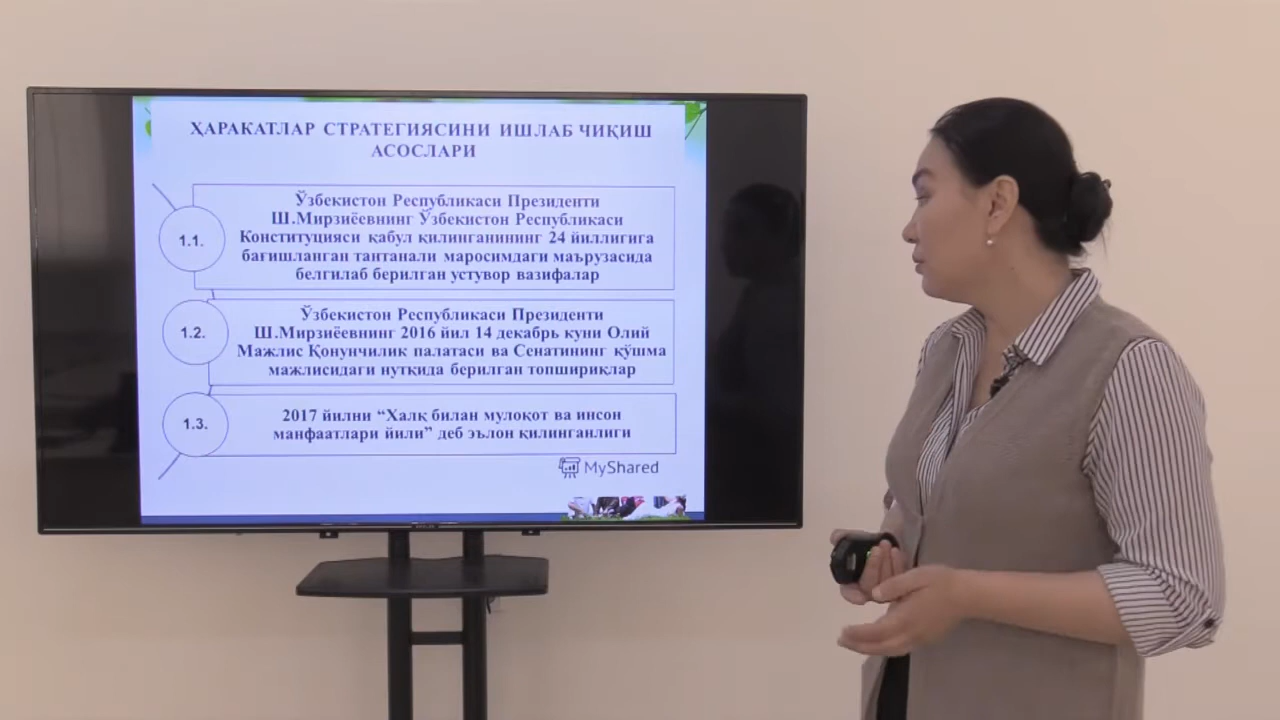 ҲАРАКАТЛАР СТРАТЕГИЯСИНИ ИШЛАБ ЧИҚИШ
АСОСЛАРИ
1.1.
Ўзбекистон Республикаси Президенти
Ш.Мирзиёевнинг Ўзбекистон Республикаси
Конституцияси қабул қилинганининг 24 йиллигига
бағишланган тантанали маросимдаги маърузасида
белгилаб берилган устувор вазифалар
1.2.
Ўзбекистон Республикаси Президенти
Ш.Мирзиёевнинг 2016 йил 14 декабрь куни Олий
Мажлис Қонунчилик палатаси ва Сенатининг қўшма
мажлисидаги нутқида берилган топшириқлар
1.3.
2017 йилни “Халқ билан мулоқот ва инсон
манфаатлари йили” деб эълон қилинганлиги
MyShared